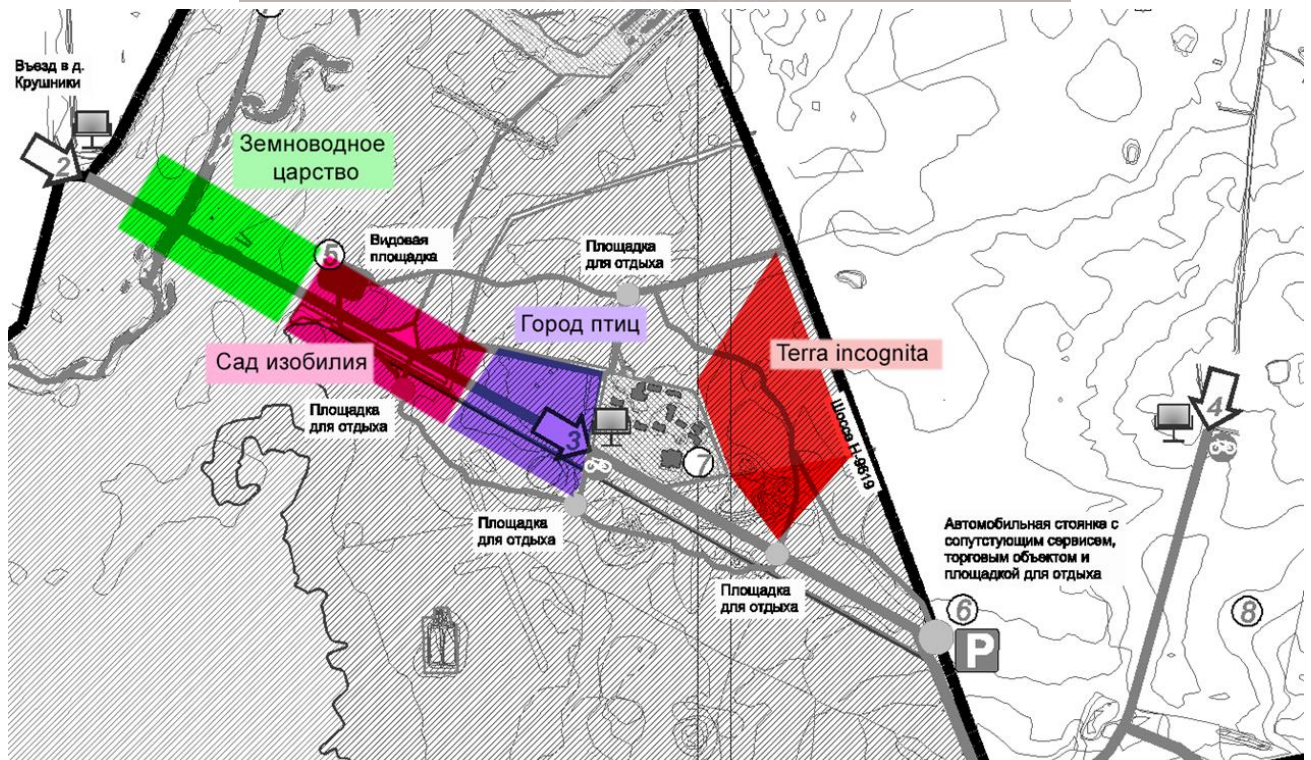 Въезд в д.
Крушники
2
Земноводное
царство
5
Видовая
площадка
Площадка
для отдыха
Город птиц
Сад изобилия
Terra incognita
Площадка
для отдыха
3
7
Шоссе Н-9619
4
Площадка
для отдыха
Автомобильная стоянка с
сопутстующим сервисем,
торговым объектом и
площадкой для отдыха
Площадка
для отдыха
6
P
8